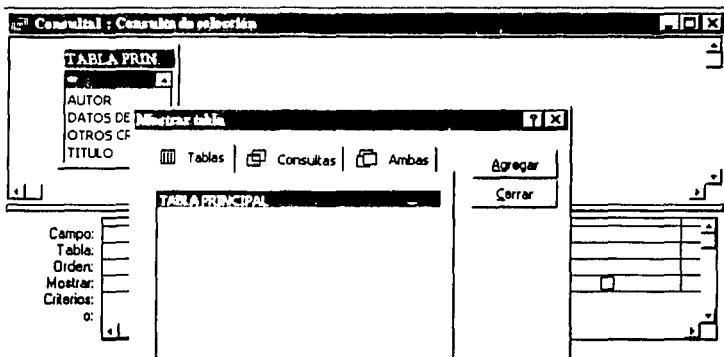 Consulta1 : Consulta de selección
TABLA PRIN
*
AUTOR
DATOS DE
OTROS CR
TITULO
Mostrar tabla
Tablas
Consultas
Ambas
Agregar
Cerrar
TABLA PRINCIPAL
Campo:
Tabla:
Orden:
Mostrar:
Criterios:
o: